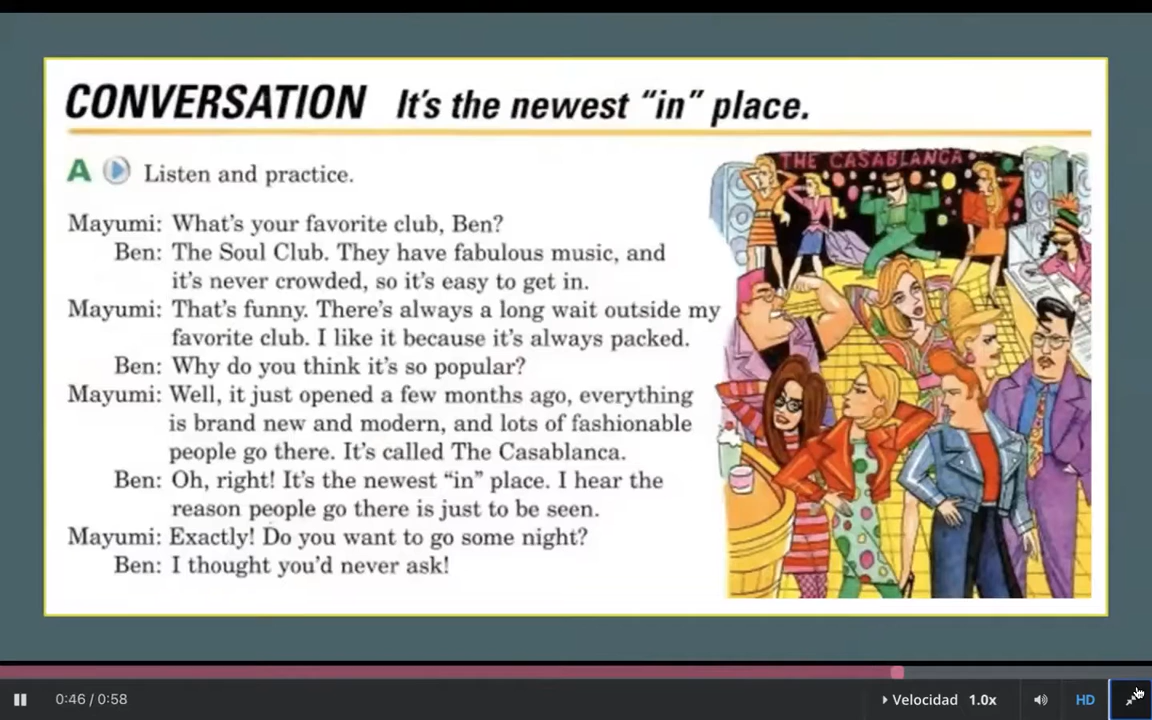 CONVERSATION It's the newest "in" place.
A Listen and practice.
THE CASABLANCA
Mayumi: What's your favorite club, Ben?
Ben: The Soul Club. They have fabulous music, and
it's never crowded, so it's easy to get in.
Mayumi: That's funny. There's always a long wait outside my
favorite club. I like it because it's always packed.
Ben: Why do you think it's so popular?
Mayumi: Well, it just opened a few months ago, everything
is brand new and modern, and lots of fashionable
people go there. It's called The Casablanca.
Ben: Oh, right! It's the newest "in" place. I hear the
reason people go there is just to be seen.
Mayumi: Exactly! Do you want to go some night?
Ben: I thought you'd never ask!
0:46 / 0:58 Velocidad 1.0x HD